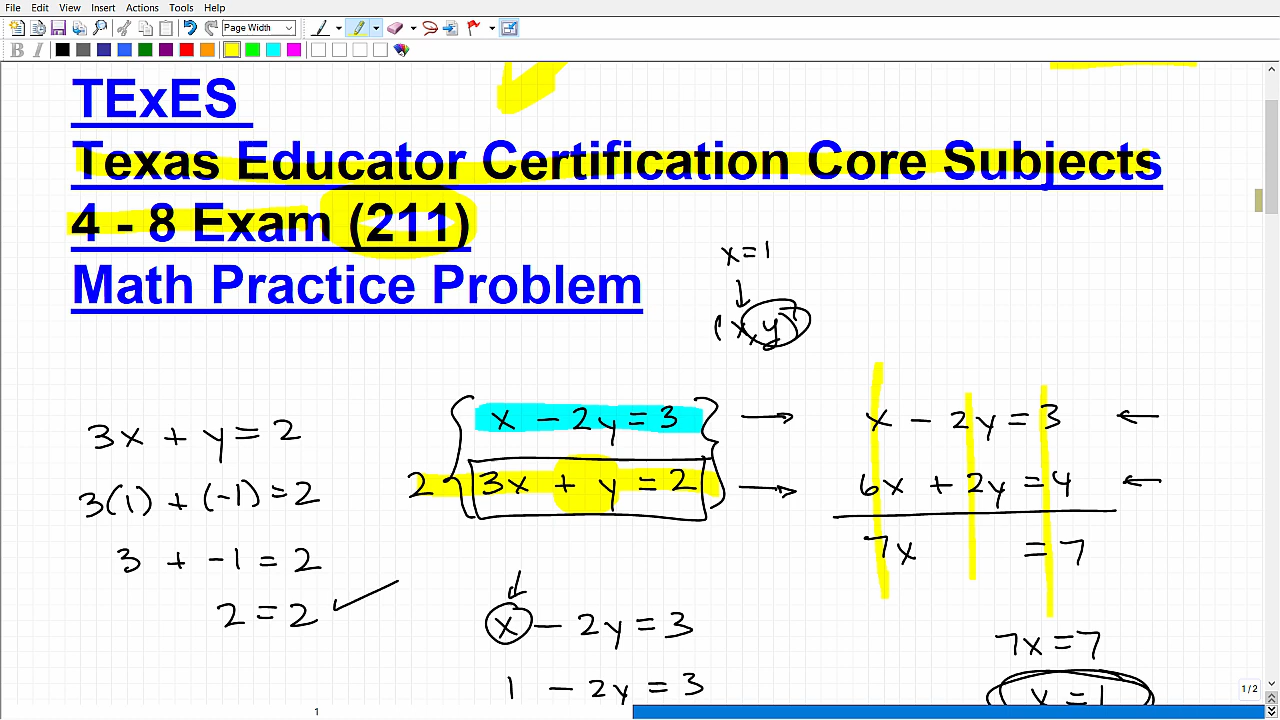 File Edit View Insert Actions Tools Help
Page Width
B I
TExES
Texas Educator Certification Core Subjects
4 - 8 Exam (211)
Math Practice Problem
x = 1
(x, y)
3x + y = 2
3(1) + (-1) = 2
3 + -1 = 2
2 = 2
x - 2y = 3
2 3x + y = 2
x - 2y = 3
1 - 2y = 3
x - 2y = 3
6x + 2y = 4
7x = 7
7x = 7
x = 1
1/2
1